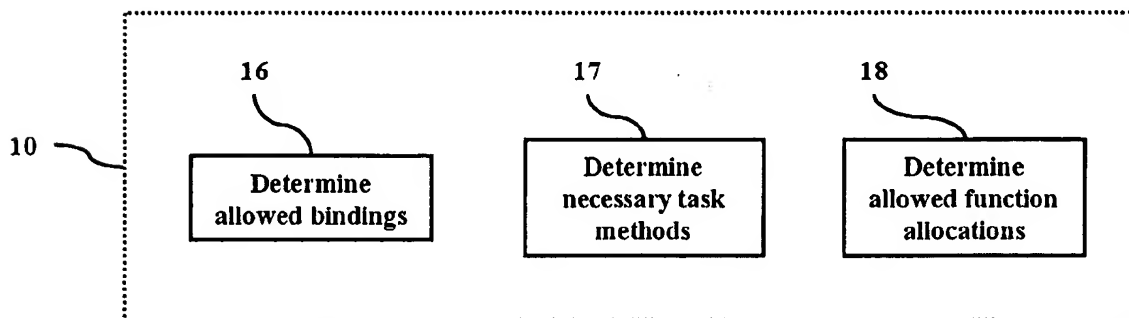 16
17
18
10
Determine
allowed bindings
Determine
necessary task
methods
Determine
allowed function
allocations